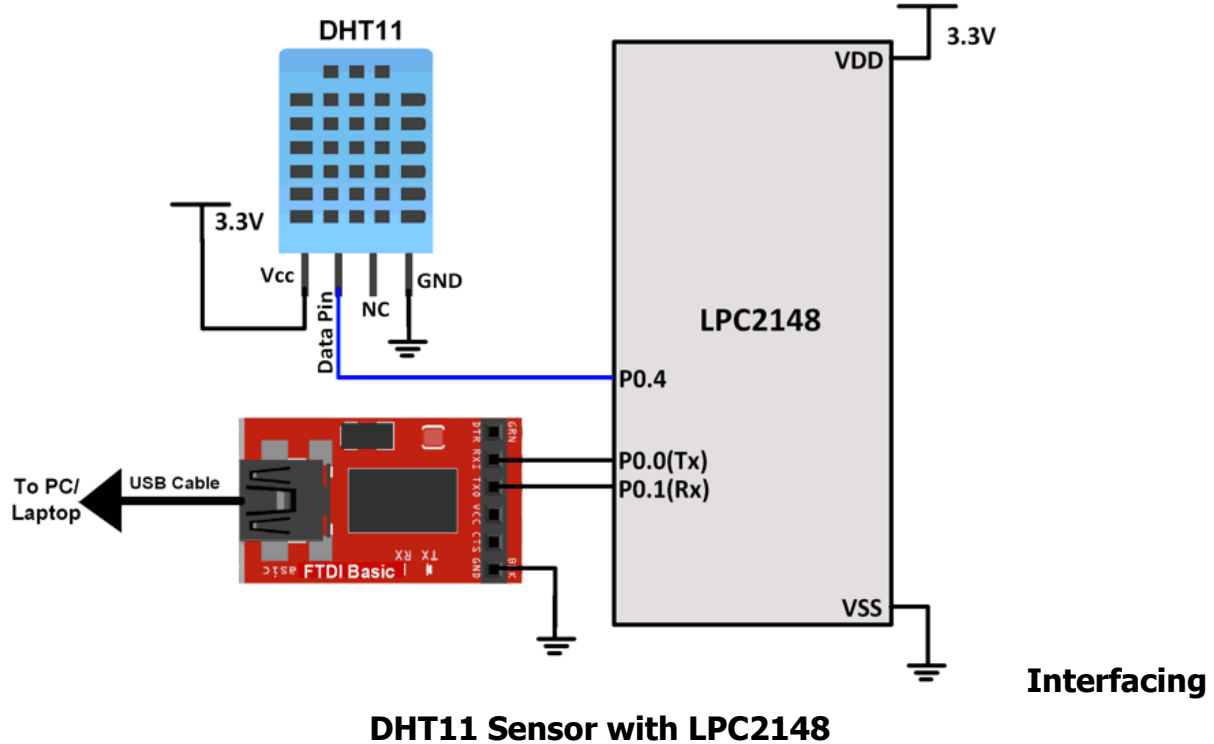 DHT11
3.3V
VDD
3.3V
Vcc
Data Pin
NC
GND
LPC2148
P0.4
P0.0(Tx)
P0.1(Rx)
To PC/
Laptop
USB Cable
DTR
RXI
TXO
VCC
CTS
GND
GRN
BLK
RX
TX
asic
FTDI Basic
VSS
Interfacing
DHT11 Sensor with LPC2148